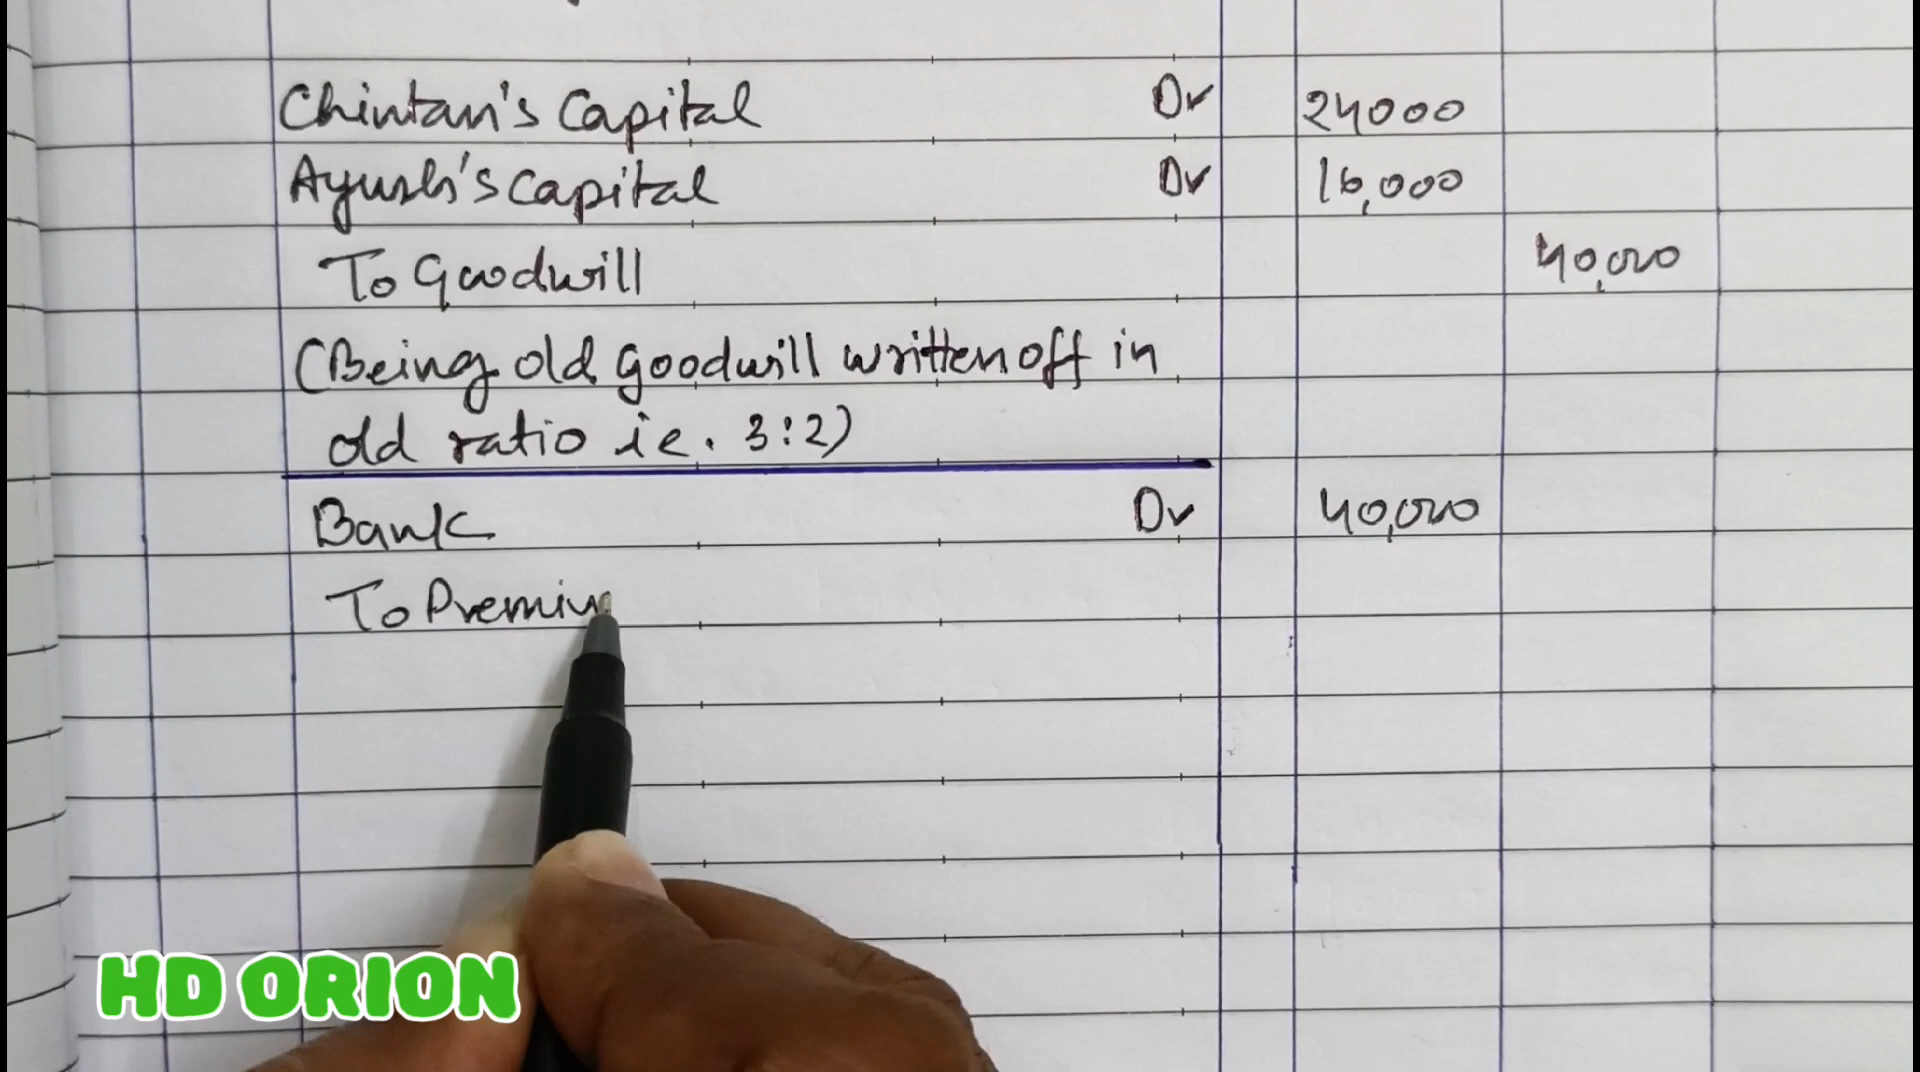 Chintan's Capital Dr 24000
Ayush's Capital Dr 16,000
To Goodwill 40,000
(Being old goodwill written off in
old ratio ie. 3:2)
Bank Dr 40,000
To Premiu
HD ORION